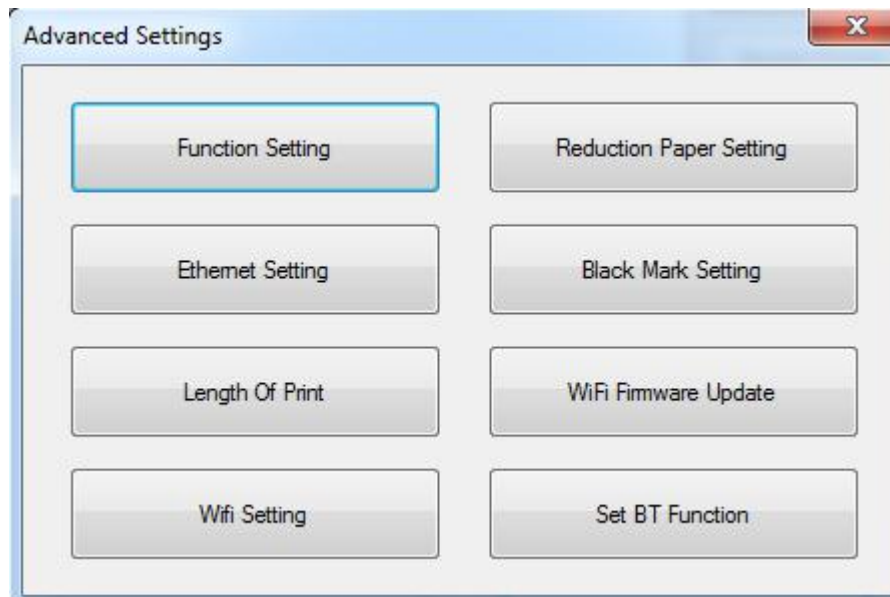 Advanced Settings
Function Setting
Reduction Paper Setting
Ethernet Setting
Black Mark Setting
Length Of Print
WiFi Firmware Update
Wifi Setting
Set BT Function